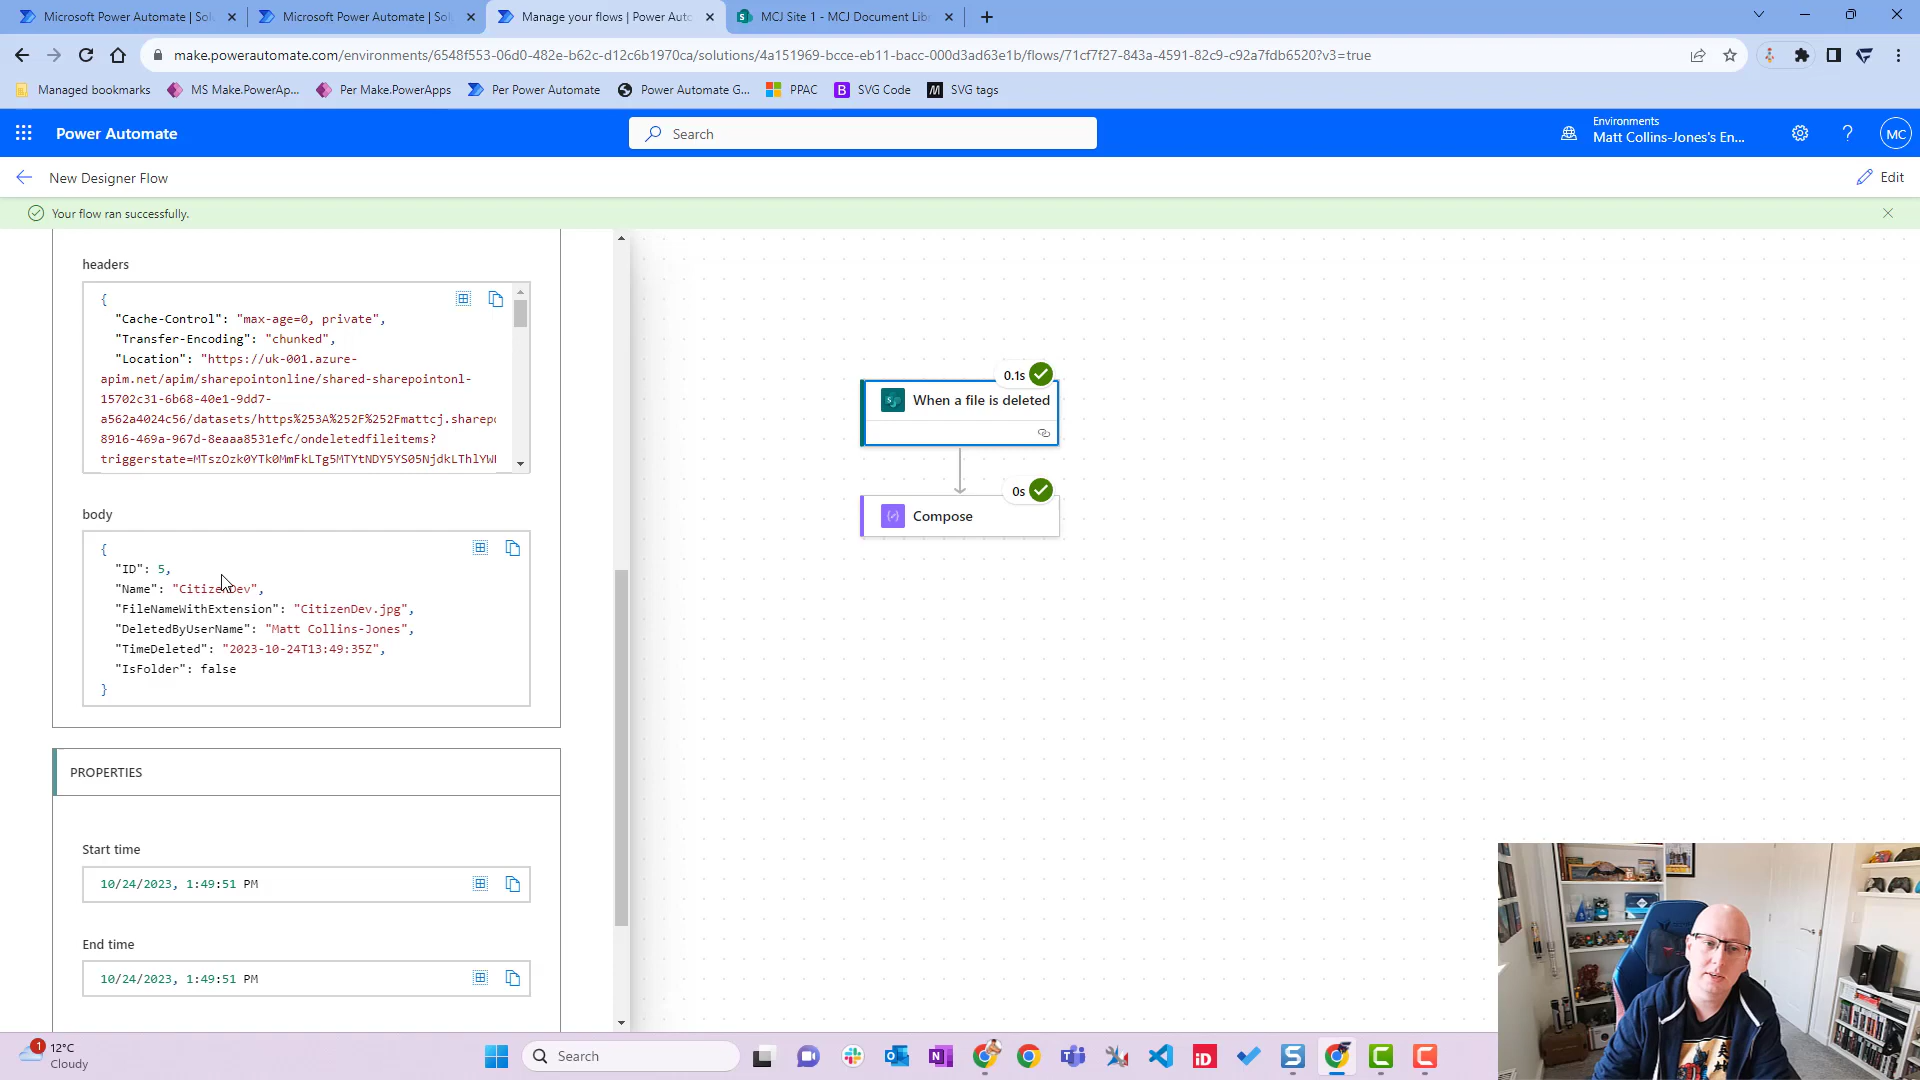 Microsoft Power Automate | Sol
Microsoft Power Automate | Sol
Manage your flows | Power Auto
MCJ Site 1 - MCJ Document Lib
make.powerautomate.com/environments/6548f553-06d0-482e-b62c-d12c6b1970ca/solutions/4a151969-bcce-eb11-bacc-000d3ad63e1b/flows/71cf7f27-843a-4591-82c9-c92a7fdb6520?v3=true
Managed bookmarks
MS Make.PowerAp...
Per Make.PowerApps
Per Power Automate
Power Automate G...
PPAC
SVG Code
SVG tags
Power Automate
Search
Environments
Matt Collins-Jones's En...
MC
New Designer Flow
Edit
Your flow ran successfully.
headers
{
"Cache-Control": "max-age=0, private",
"Transfer-Encoding": "chunked",
"Location": "https://uk-001.azure-
apim.net/apim/sharepointonline/shared-sharepointonl-
15702c31-6b68-40e1-9dd7-
a562a4024c56/datasets/https%253A%252F%252Fmattcj.sharepo
8916-469a-967d-8eaaa8531efc/ondeletedfileitems?
triggerstate=MTszOzk0YTk0MmFkLTg5MTYtNDY5YS05NjdkLThlYWI
body
{
"ID": 5,
"Name": "CitizenDev",
"FileNameWithExtension": "CitizenDev.jpg",
"DeletedByUserName": "Matt Collins-Jones",
"TimeDeleted": "2023-10-24T13:49:35Z",
"IsFolder": false
}
PROPERTIES
Start time
10/24/2023, 1:49:51 PM
End time
10/24/2023, 1:49:51 PM
0.1s
When a file is deleted
0s
Compose
1
12°C
Cloudy
Search